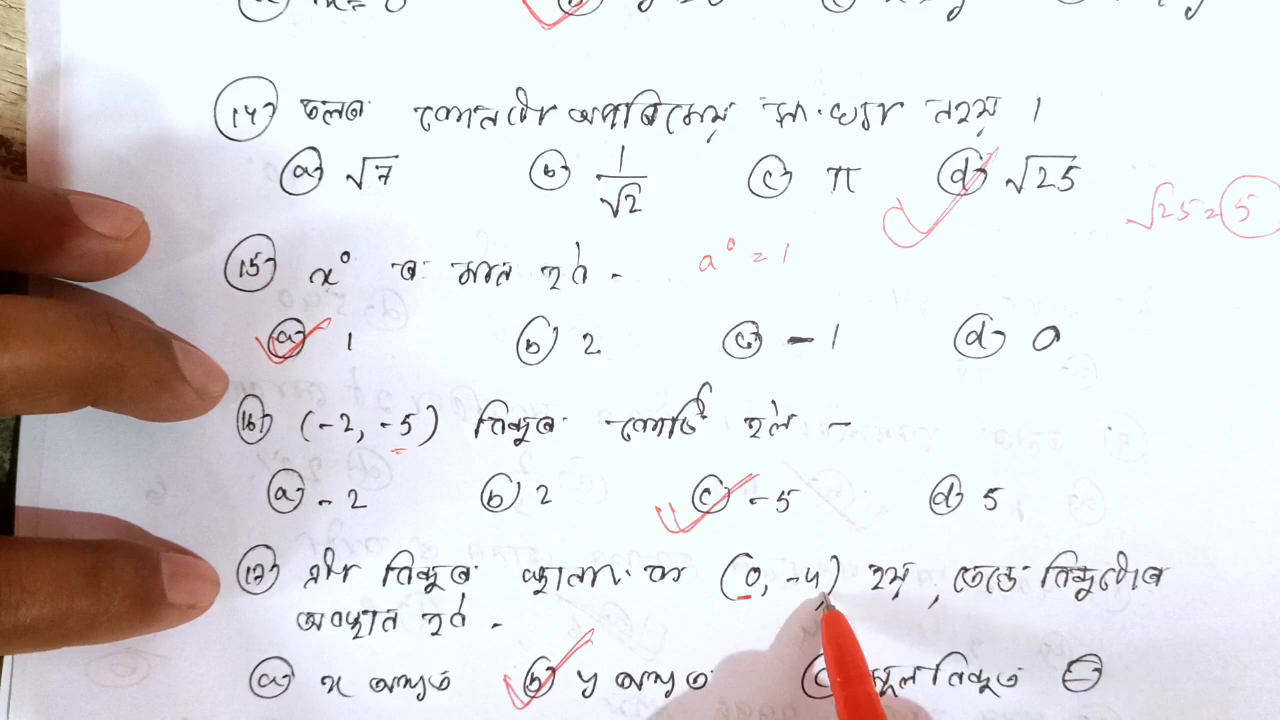 14) তলৰ কোনটো অপৰিমেয় সংখ্যা নহয় ।
a) √7 b) 1/√2 c) π d) √25
√25 = 5
15) x⁰ ৰ মান হ'ব -
a⁰ = 1
a) 1 b) 2 c) -1 d) 0
16) (-2, -5) বিন্দুৰ কোটি হ'ল -
a) -2 b) 2 c) -5 d) 5
17) এটা বিন্দুৰ স্থানাংক (0, -4) হয়, তেন্তে বিন্দুটোৰ
অৱস্থান হ'ব -
a) x অক্ষত b) y অক্ষত c) মূলবিন্দুত